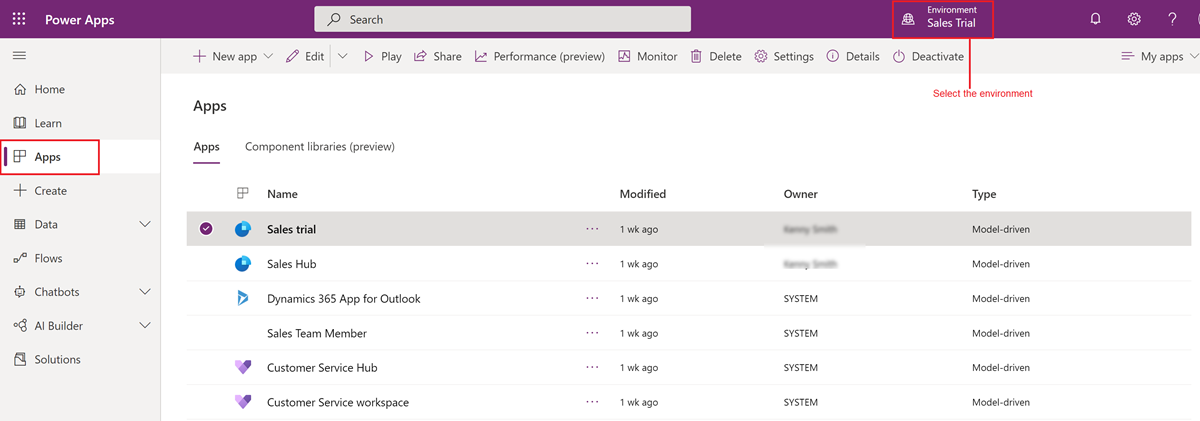 Power Apps
Search
Environment
Sales Trial
New app
Edit
Play
Share
Performance (preview)
Monitor
Delete
Settings
Details
Deactivate
My apps
Select the environment
Home
Learn
Apps
Create
Data
Flows
Chatbots
AI Builder
Solutions
Apps
Apps Component libraries (preview)
Name Modified Owner Type
Sales trial ... 1 wk ago Model-driven
Sales Hub ... 1 wk ago Model-driven
Dynamics 365 App for Outlook ... 1 wk ago SYSTEM Model-driven
Sales Team Member ... 1 wk ago SYSTEM Model-driven
Customer Service Hub ... 1 wk ago SYSTEM Model-driven
Customer Service workspace ... 1 wk ago SYSTEM Model-driven